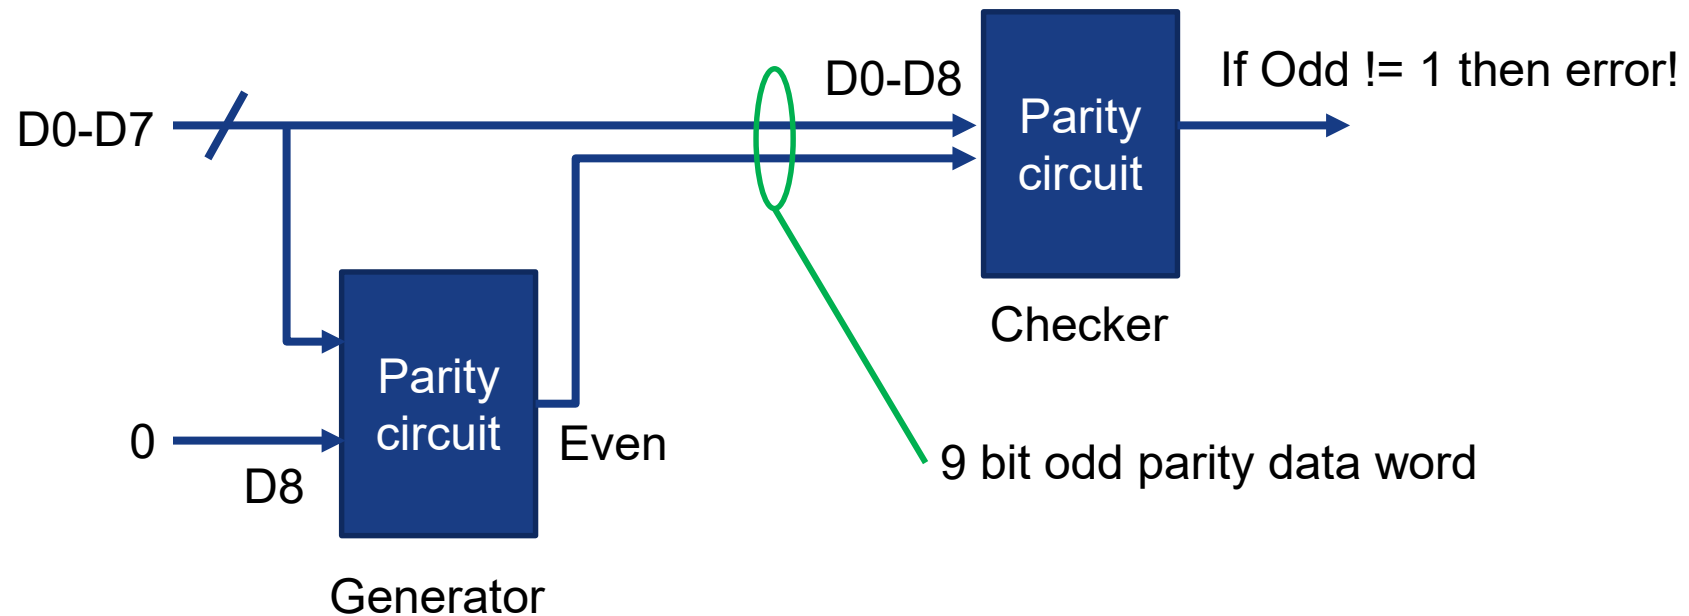 D0-D7
D0-D8
If Odd != 1 then error!
Parity
circuit
Checker
Parity
circuit
0
D8
Even
9 bit odd parity data word
Generator